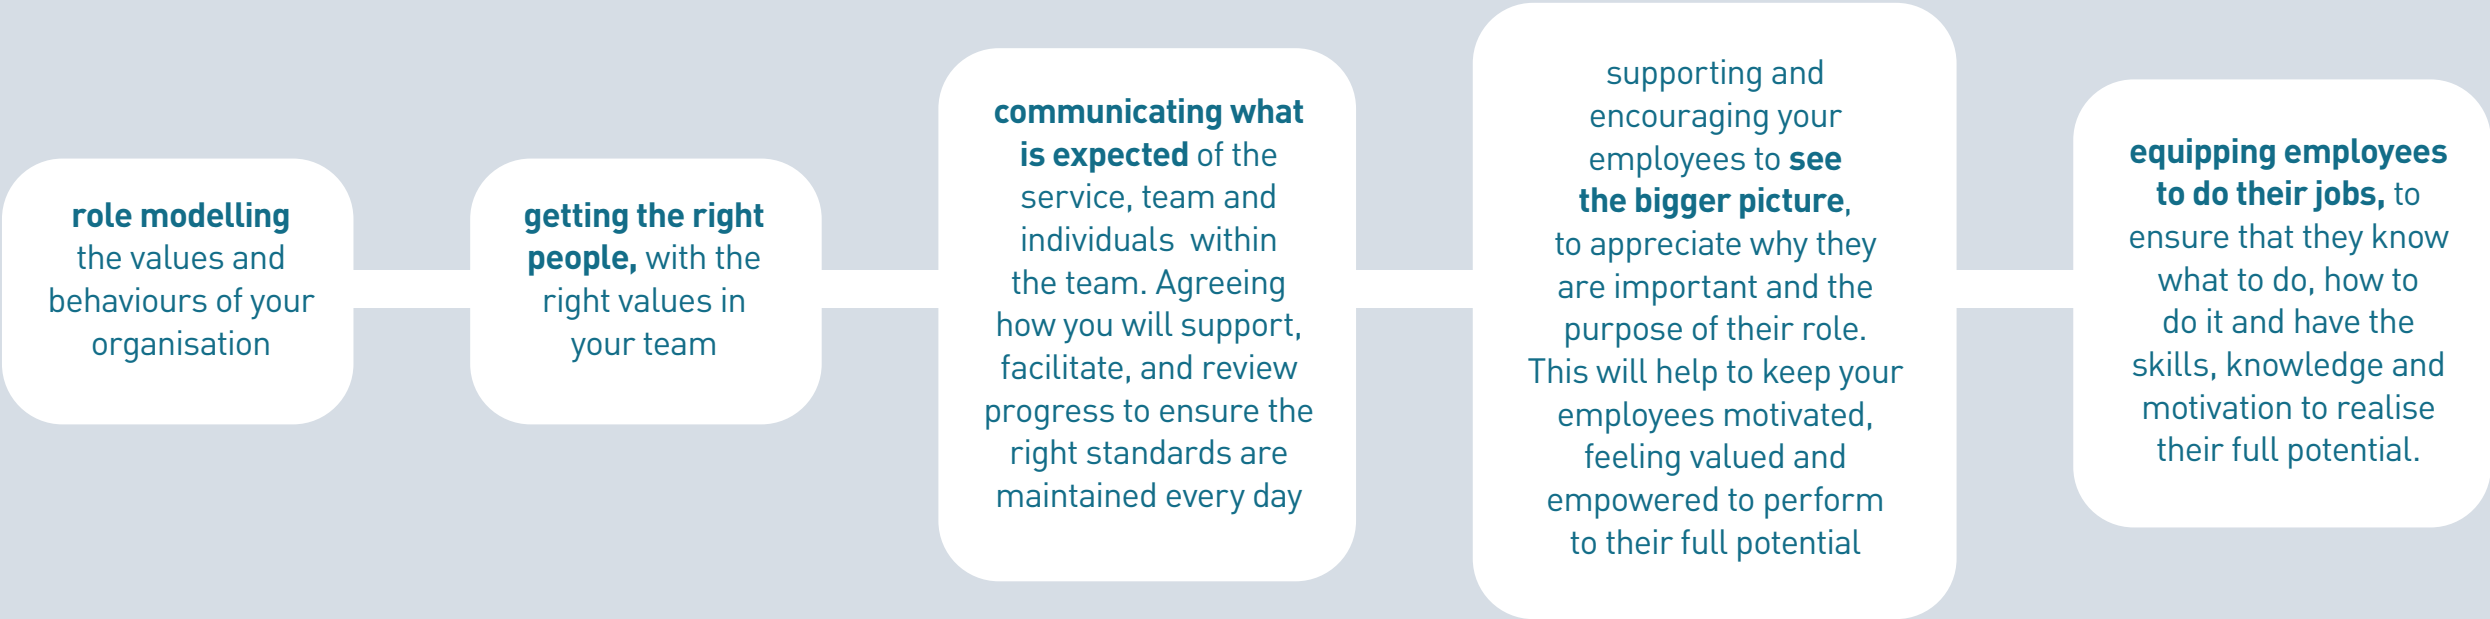 role modelling
the values and
behaviours of your
organisation
getting the right
people, with the
right values in
your team
communicating what
is expected of the
service, team and
individuals  within
the team. Agreeing
how you will support,
facilitate, and review
progress to ensure the
right standards are
maintained every day
supporting and
encouraging your
employees to see
the bigger picture,
to appreciate why they
are important and the
purpose of their role.
This will help to keep your
employees motivated,
feeling valued and
empowered to perform
to their full potential
equipping employees
to do their jobs, to
ensure that they know
what to do, how to
do it and have the
skills, knowledge and
motivation to realise
their full potential.